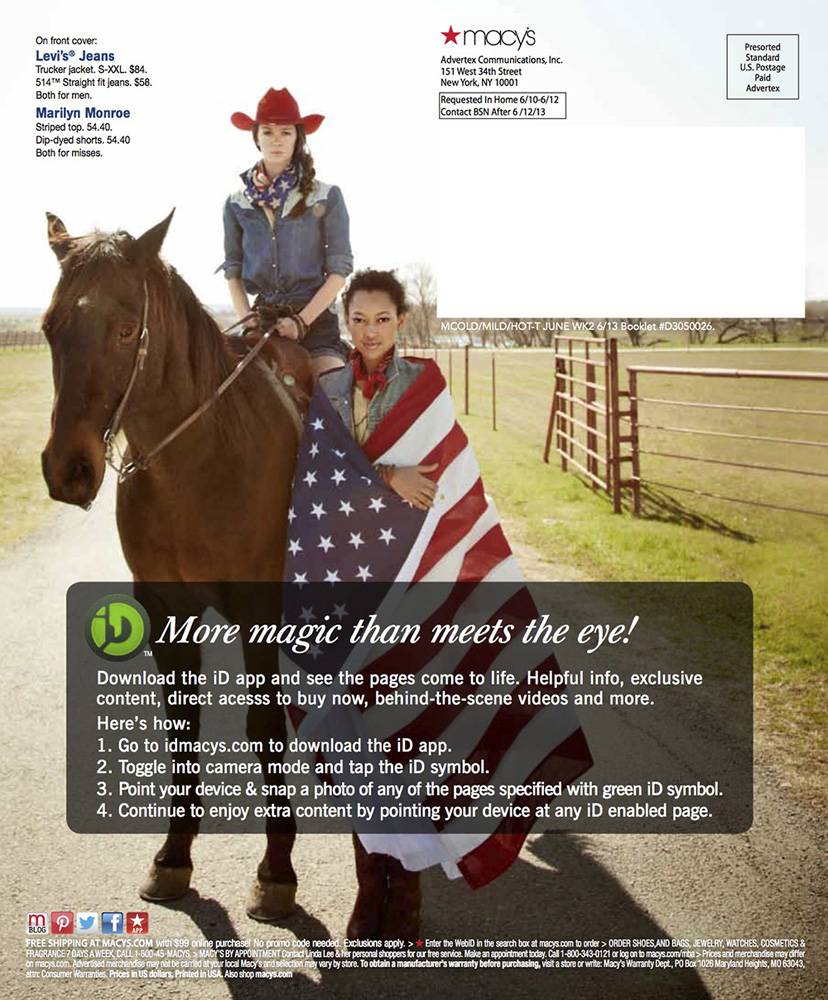 On front cover:
Levi's® Jeans
Trucker jacket. S-XXL. $84.
514™ Straight fit jeans. $58.
Both for men.
Marilyn Monroe
Striped top. 54.40.
Dip-dyed shorts. 54.40
Both for misses.
macy's
Advertex Communications, Inc.
151 West 34th Street
New York, NY 10001
Requested In Home 6/10-6/12
Contact BSN After 6 /12/13
Presorted
Standard
U.S. Postage
Paid
Advertex
MCOLD/MILD/HOT-T JUNE WK2 6/13 Booklet #D3050026.
iD
TM
More magic than meets the eye!
Download the iD app and see the pages come to life. Helpful info, exclusive
content, direct acesss to buy now, behind-the-scene videos and more.
Here's how:
1. Go to idmacys.com to download the iD app.
2. Toggle into camera mode and tap the iD symbol.
3. Point your device & snap a photo of any of the pages specified with green iD symbol.
4. Continue to enjoy extra content by pointing your device at any iD enabled page.
m BLOG P f APP
FREE SHIPPING AT MACYS.COM with $99 online purchase! No promo code needed. Exclusions apply. > ★ Enter the WebID in the search box at macys.com to order > ORDER SHOES,AND BAGS, JEWELRY, WATCHES, COSMETICS &
FRAGRANCE 7 DAYS A WEEK, CALL 1-800-45-MACYS. > MACY'S BY APPOINTMENT Contact Linda Lee & her personal shoppers for our free service. Make an appointment today. Call 1-800-343-0121 or log on to macys.com/mba > Prices and merchandise may differ
on macys.com. Advertised merchandise may not be carried at your local Macy's and selection may vary by store. To obtain a manufacturer's warranty before purchasing, visit a store or write: Macy's Warranty Dept., PO Box 1026 Maryland Heights, MO 63043,
attn: Consumer Warranties. Prices in US dollars. Printed in USA. Also shop macys.com